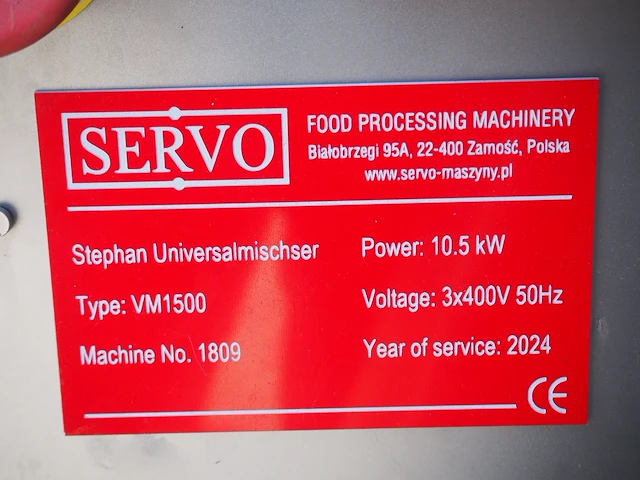 SERVO
FOOD PROCESSING MACHINERY
Białobrzegi 95A, 22-400 Zamość, Polska
www.servo-maszyny.pl
Stephan Universalmischser
Power: 10.5 kW
Type: VM1500
Voltage: 3x400V 50Hz
Machine No. 1809
Year of service: 2024
CE